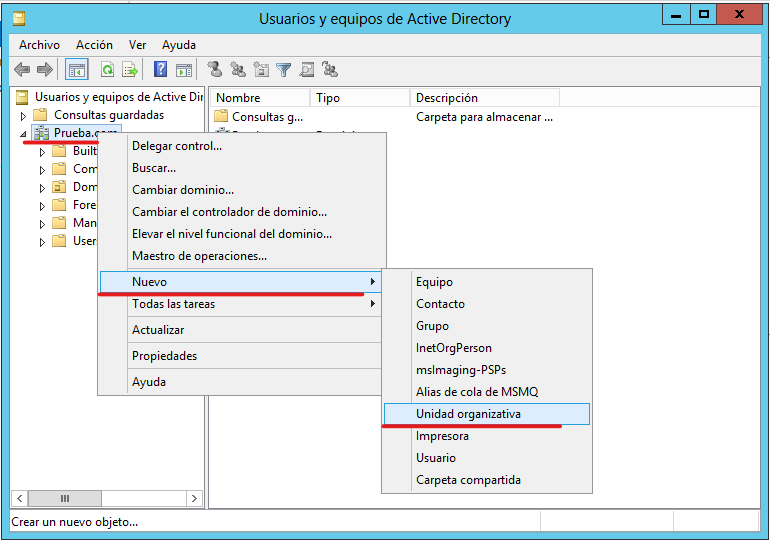 Usuarios y equipos de Active Directory
Archivo Acción Ver Ayuda
Usuarios y equipos de Active Dir
Consultas guardadas
Prueba.com
Built
Com
Dom
Fore
Man
User
Nombre Tipo Descripción
Consultas g... Carpeta para almacenar ...
Delegar control...
Buscar...
Cambiar dominio...
Cambiar el controlador de dominio...
Elevar el nivel funcional del dominio...
Maestro de operaciones...
Nuevo
Todas las tareas
Actualizar
Propiedades
Ayuda
Equipo
Contacto
Grupo
InetOrgPerson
msImaging-PSPs
Alias de cola de MSMQ
Unidad organizativa
Impresora
Usuario
Carpeta compartida
Crear un nuevo objeto...